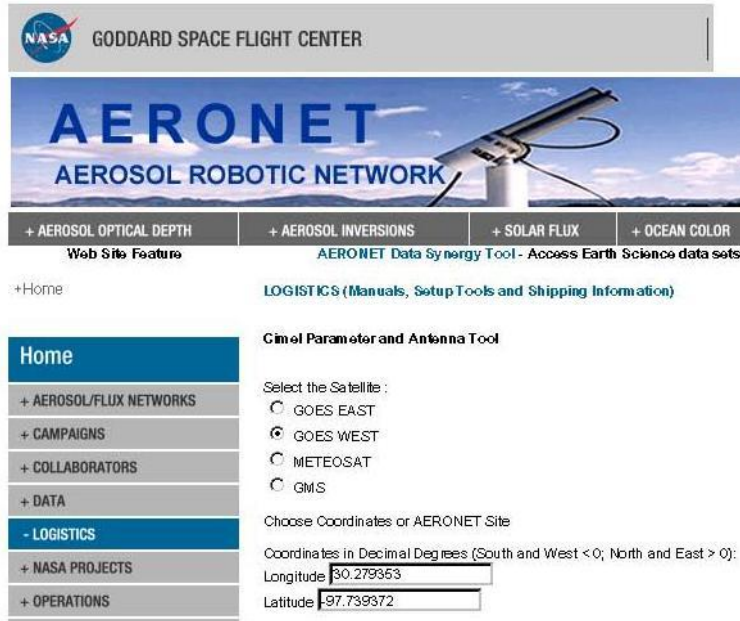 NASA
GODDARD SPACE FLIGHT CENTER
AERONET
AEROSOL ROBOTIC NETWORK
+ AEROSOL OPTICAL DEPTH
+ AEROSOL INVERSIONS
+ SOLAR FLUX
+ OCEAN COLOR
Web Site Feature
AERONET Data Synergy Tool - Access Earth Science data sets
+Home
LOGISTICS (Manuals, Setup Tools and Shipping Information)
Home
+ AEROSOL/FLUX NETWORKS
+ CAMPAIGNS
+ COLLABORATORS
+ DATA
- LOGISTICS
+ NASA PROJECTS
+ OPERATIONS
Cimel Parameter and Antenna Tool
Select the Satellite :
GOES EAST
GOES WEST
METEOSAT
GMS
Choose Coordinates or AERONET Site
Coordinates in Decimal Degrees (South and West < 0; North and East > 0):
Longitude 30.279353
Latitude -97.739372